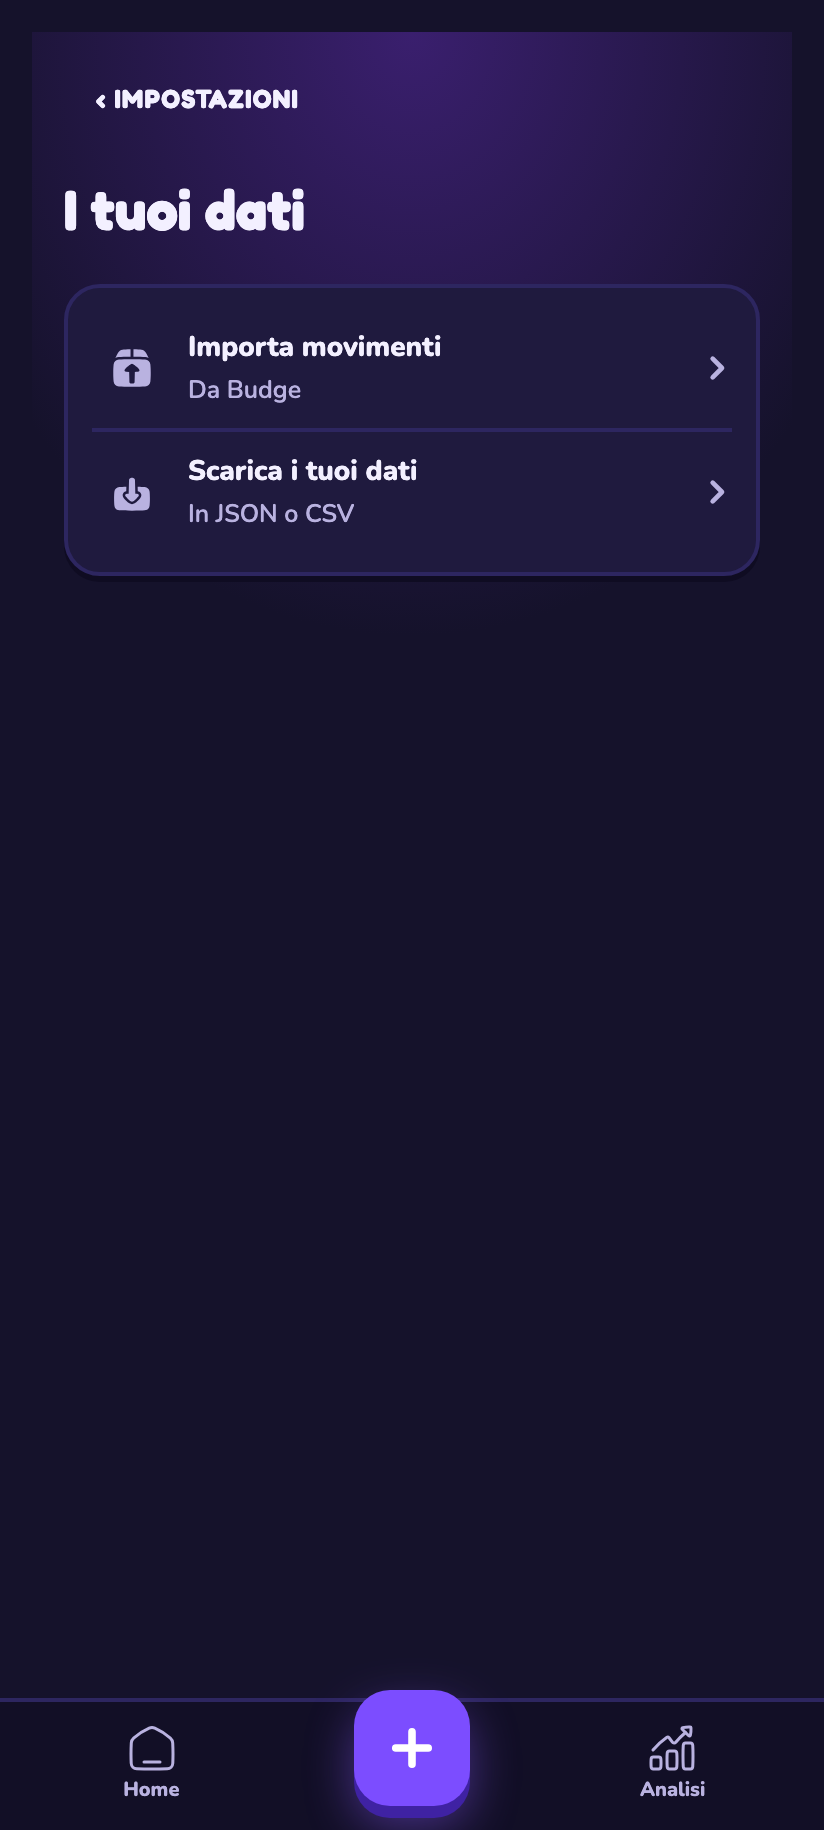 ‹ IMPOSTAZIONI
I tuoi dati
Importa movimenti
Da Budge
Scarica i tuoi dati
In JSON o CSV
Home
Analisi